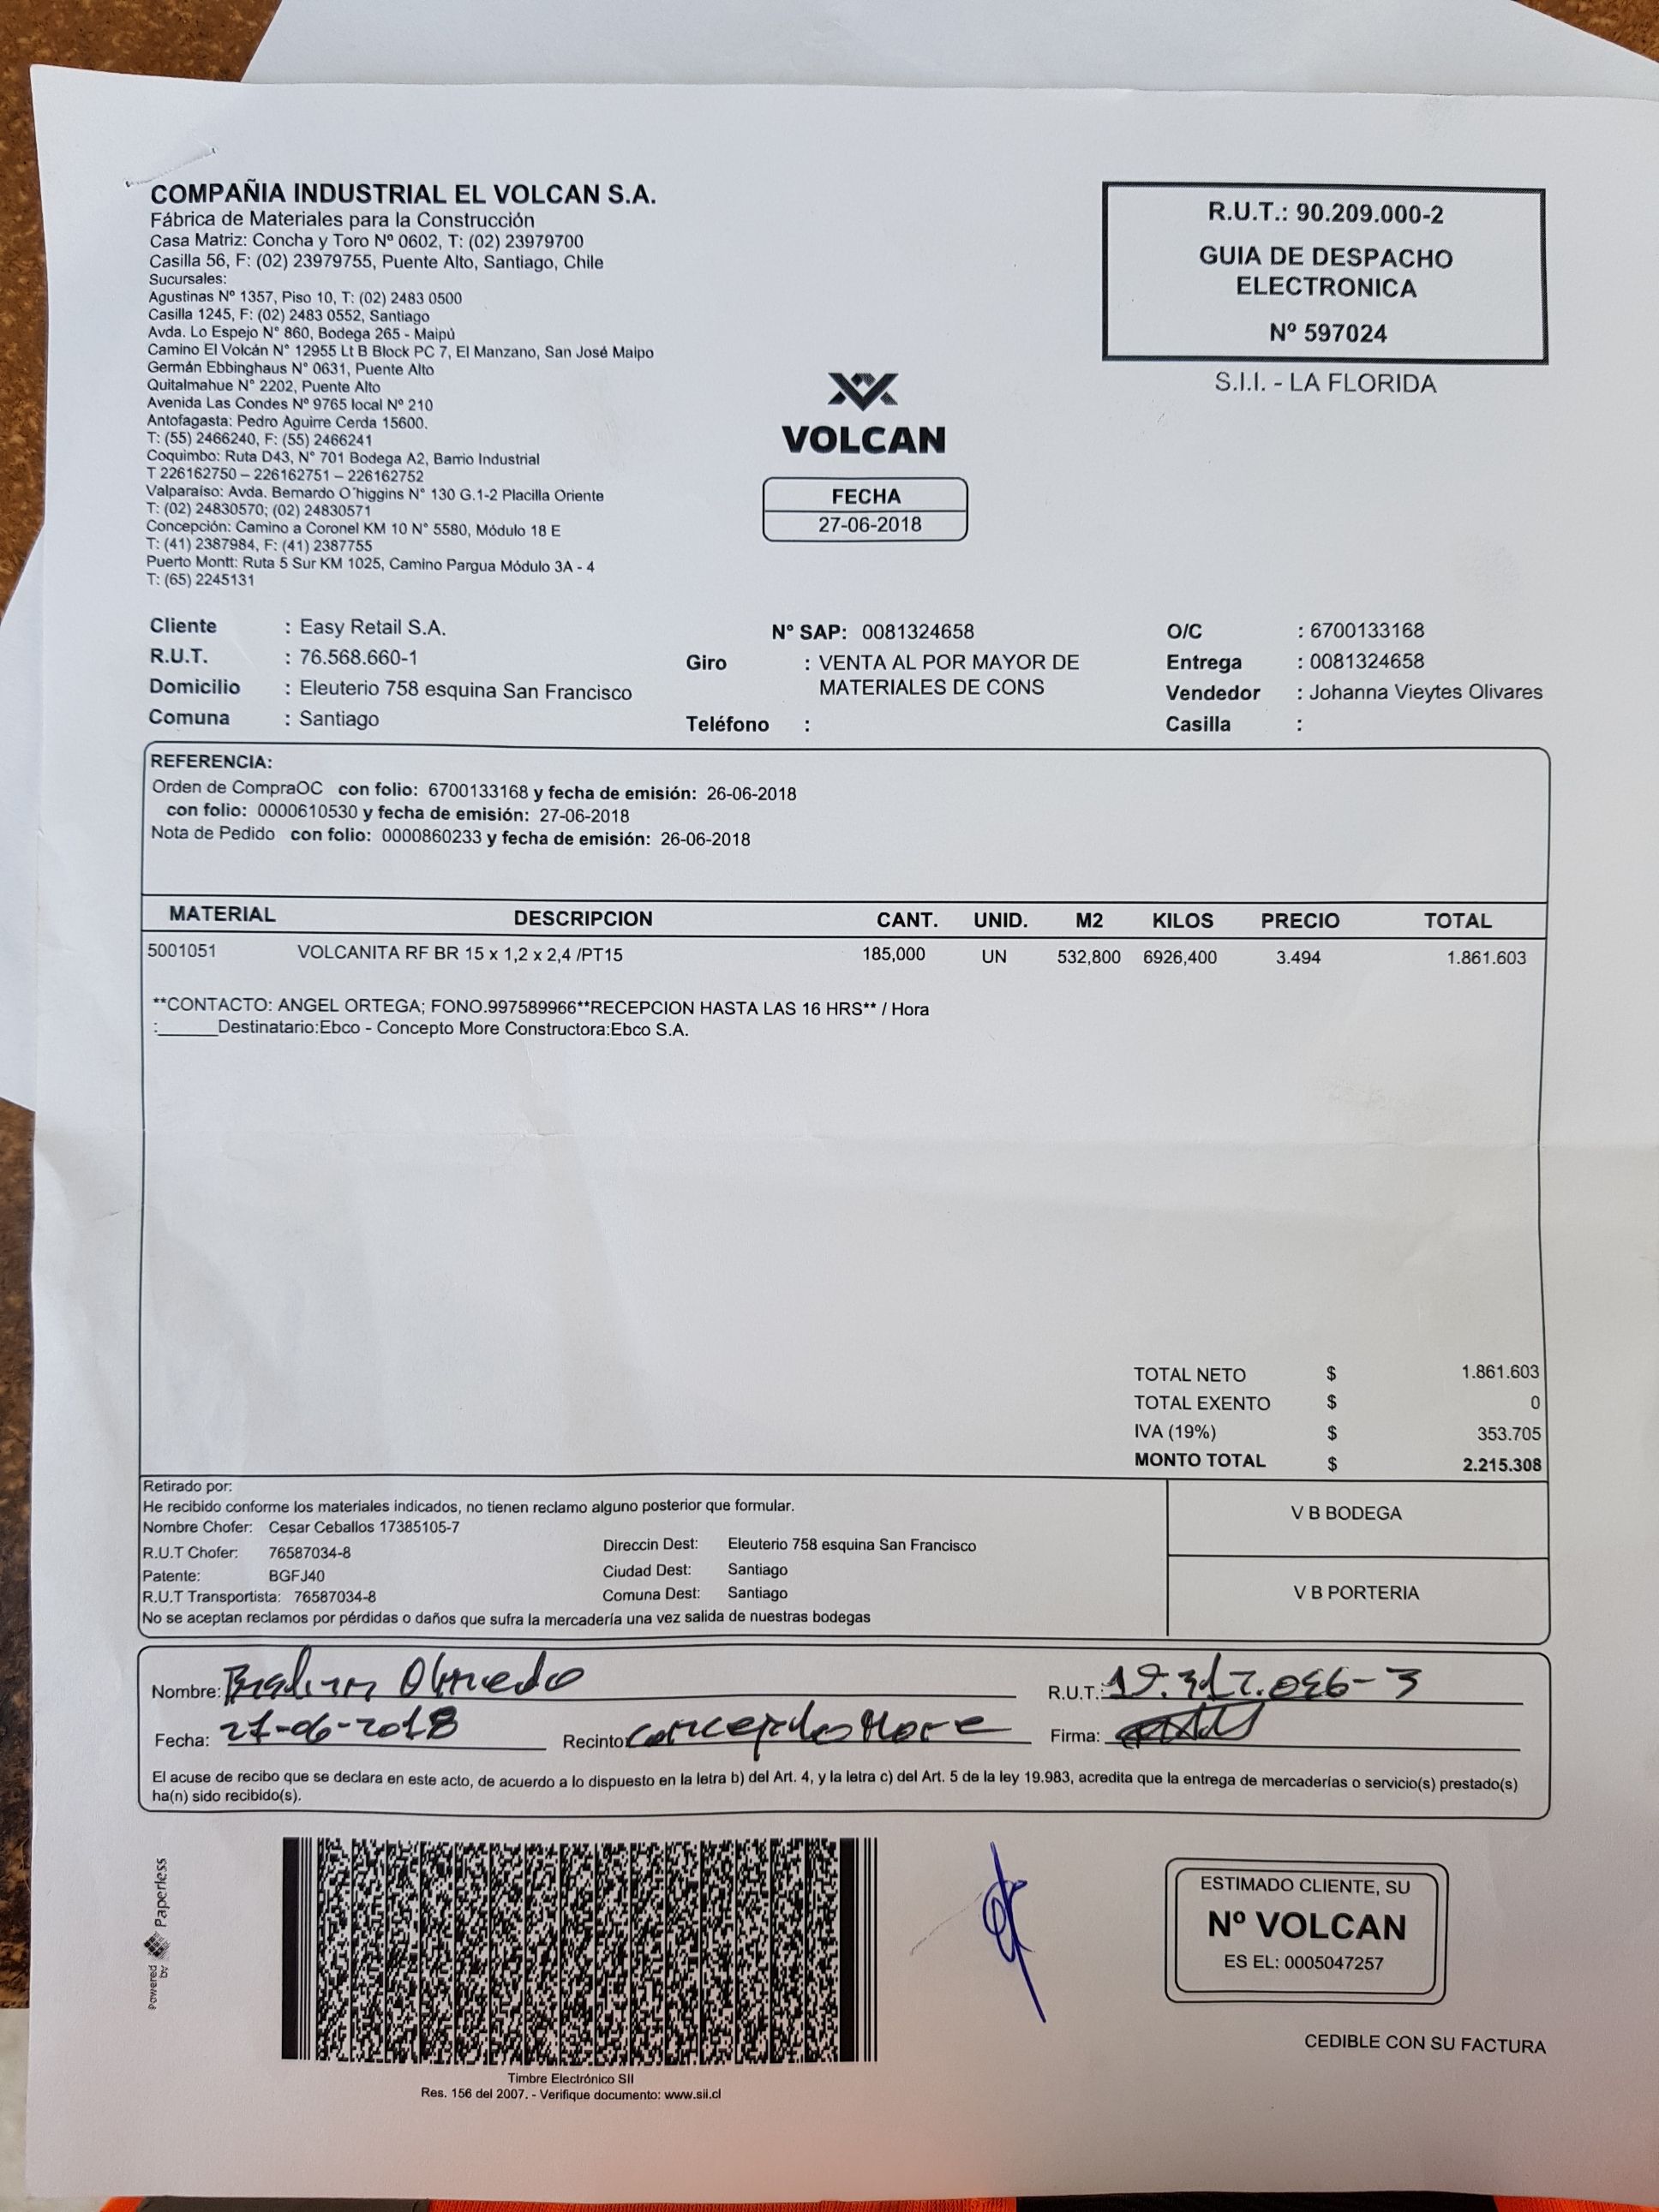 COMPAÑIA INDUSTRIAL EL VOLCAN S.A.
Fábrica de Materiales para la Construcción
Casa Matriz: Concha y Toro Nº 0602, T: (02) 23979700
Casilla 56, F: (02) 23979755, Puente Alto, Santiago, Chile
Sucursales:
Agustinas Nº 1357, Piso 10, T: (02) 2483 0500
Casilla 1245, F: (02) 2483 0552, Santiago
Avda. Lo Espejo N° 860, Bodega 265 - Maipú
Camino El Volcán N° 12955 Lt B Block PC 7, El Manzano, San José Maipo
Germán Ebbinghaus N° 0631, Puente Alto
Quitalmahue N° 2202, Puente Alto
Avenida Las Condes Nº 9765 local Nº 210
Antofagasta: Pedro Aguirre Cerda 15600.
T: (55) 2466240, F: (55) 2466241
Coquimbo: Ruta D43, N° 701 Bodega A2, Barrio Industrial
T 226162750 – 226162751 – 226162752
Valparaíso: Avda. Bernardo O´higgins N° 130 G.1-2 Placilla Oriente
T: (02) 24830570; (02) 24830571
Concepción: Camino a Coronel KM 10 N° 5580, Módulo 18 E
T: (41) 2387984, F: (41) 2387755
Puerto Montt: Ruta 5 Sur KM 1025, Camino Pargua Módulo 3A - 4
T: (65) 2245131
R.U.T.: 90.209.000-2
GUIA DE DESPACHO
ELECTRONICA
Nº 597024
S.I.I. - LA FLORIDA
VOLCAN
FECHA
27-06-2018
Cliente : Easy Retail S.A. N° SAP: 0081324658 O/C : 6700133168
R.U.T. : 76.568.660-1 Giro : VENTA AL POR MAYOR DE Entrega : 0081324658
Domicilio : Eleuterio 758 esquina San Francisco MATERIALES DE CONS Vendedor : Johanna Vieytes Olivares
Comuna : Santiago Teléfono : Casilla :
REFERENCIA:
Orden de CompraOC con folio: 6700133168 y fecha de emisión: 26-06-2018
con folio: 0000610530 y fecha de emisión: 27-06-2018
Nota de Pedido con folio: 0000860233 y fecha de emisión: 26-06-2018
MATERIAL DESCRIPCION CANT. UNID. M2 KILOS PRECIO TOTAL
5001051 VOLCANITA RF BR 15 x 1,2 x 2,4 /PT15 185,000 UN 532,800 6926,400 3.494 1.861.603
**CONTACTO: ANGEL ORTEGA; FONO.997589966**RECEPCION HASTA LAS 16 HRS** / Hora
:______Destinatario:Ebco - Concepto More Constructora:Ebco S.A.
TOTAL NETO $ 1.861.603
TOTAL EXENTO $ 0
IVA (19%) $ 353.705
MONTO TOTAL $ 2.215.308
Retirado por:
He recibido conforme los materiales indicados, no tienen reclamo alguno posterior que formular.
Nombre Chofer: Cesar Ceballos 17385105-7
R.U.T Chofer: 76587034-8 Direccin Dest: Eleuterio 758 esquina San Francisco
Patente: BGFJ40 Ciudad Dest: Santiago
R.U.T Transportista: 76587034-8 Comuna Dest: Santiago
No se aceptan reclamos por pérdidas o daños que sufra la mercadería una vez salida de nuestras bodegas
V B BODEGA
V B PORTERIA
Nombre: Olmedo R.U.T.:
Fecha: 27-06-2018 Recinto: Concepto More Firma:
El acuse de recibo que se declara en este acto, de acuerdo a lo dispuesto en la letra b) del Art. 4, y la letra c) del Art. 5 de la ley 19.983, acredita que la entrega de mercaderías o servicio(s) prestado(s)
ha(n) sido recibido(s).
Powered by Paperless
Timbre Electrónico SII
Res. 156 del 2007. - Verifique documento: www.sii.cl
ESTIMADO CLIENTE, SU
Nº VOLCAN
ES EL: 0005047257
CEDIBLE CON SU FACTURA